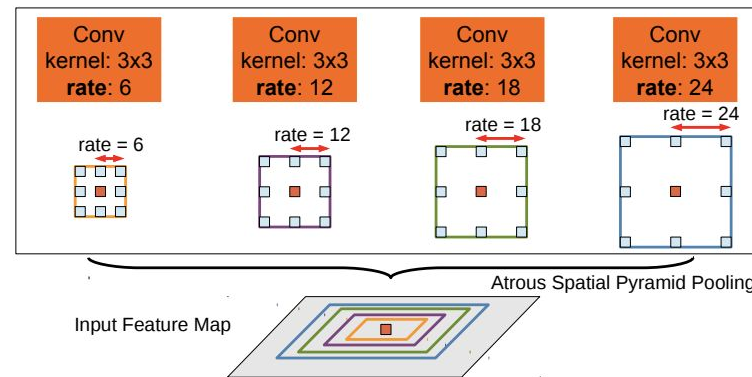 Conv
kernel: 3x3
rate: 6
Conv
kernel: 3x3
rate: 12
Conv
kernel: 3x3
rate: 18
Conv
kernel: 3x3
rate: 24
rate = 6
rate = 12
rate = 18
rate = 24
Atrous Spatial Pyramid Pooling
Input Feature Map